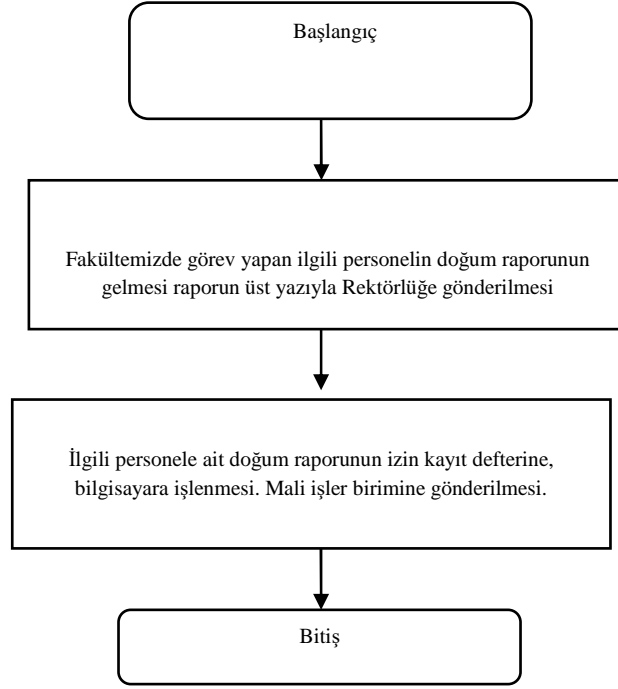 Başlangıç
Fakültemizde görev yapan ilgili personelin doğum raporunun
gelmesi raporun üst yazıyla Rektörlüğe gönderilmesi
İlgili personele ait doğum raporunun izin kayıt defterine,
bilgisayara işlenmesi. Mali işler birimine gönderilmesi.
Bitiş